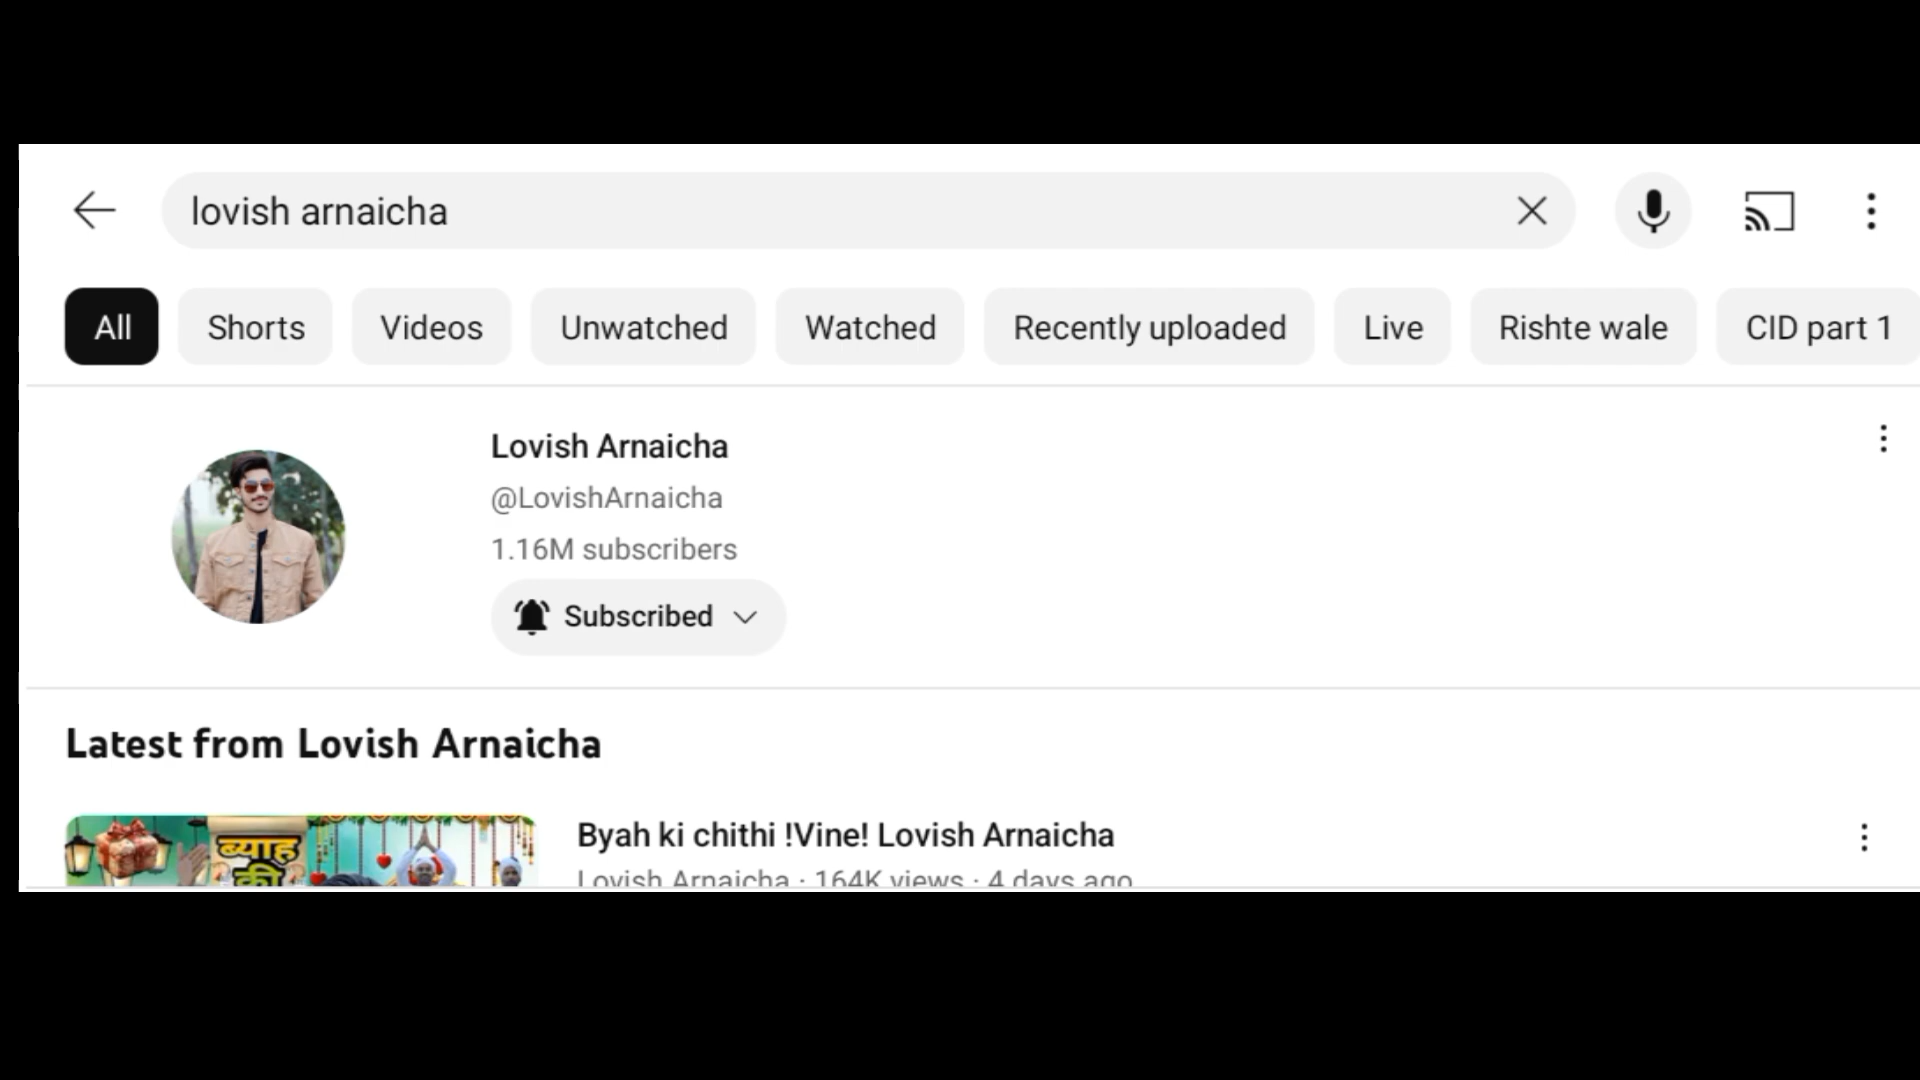 lovish arnaicha
All Shorts Videos Unwatched Watched Recently uploaded Live Rishte wale CID part 1
Lovish Arnaicha
@LovishArnaicha
1.16M subscribers
Subscribed
Latest from Lovish Arnaicha
ब्याह
की
Byah ki chithi !Vine! Lovish Arnaicha
Lovish Arnaicha · 164K views · 4 days ago